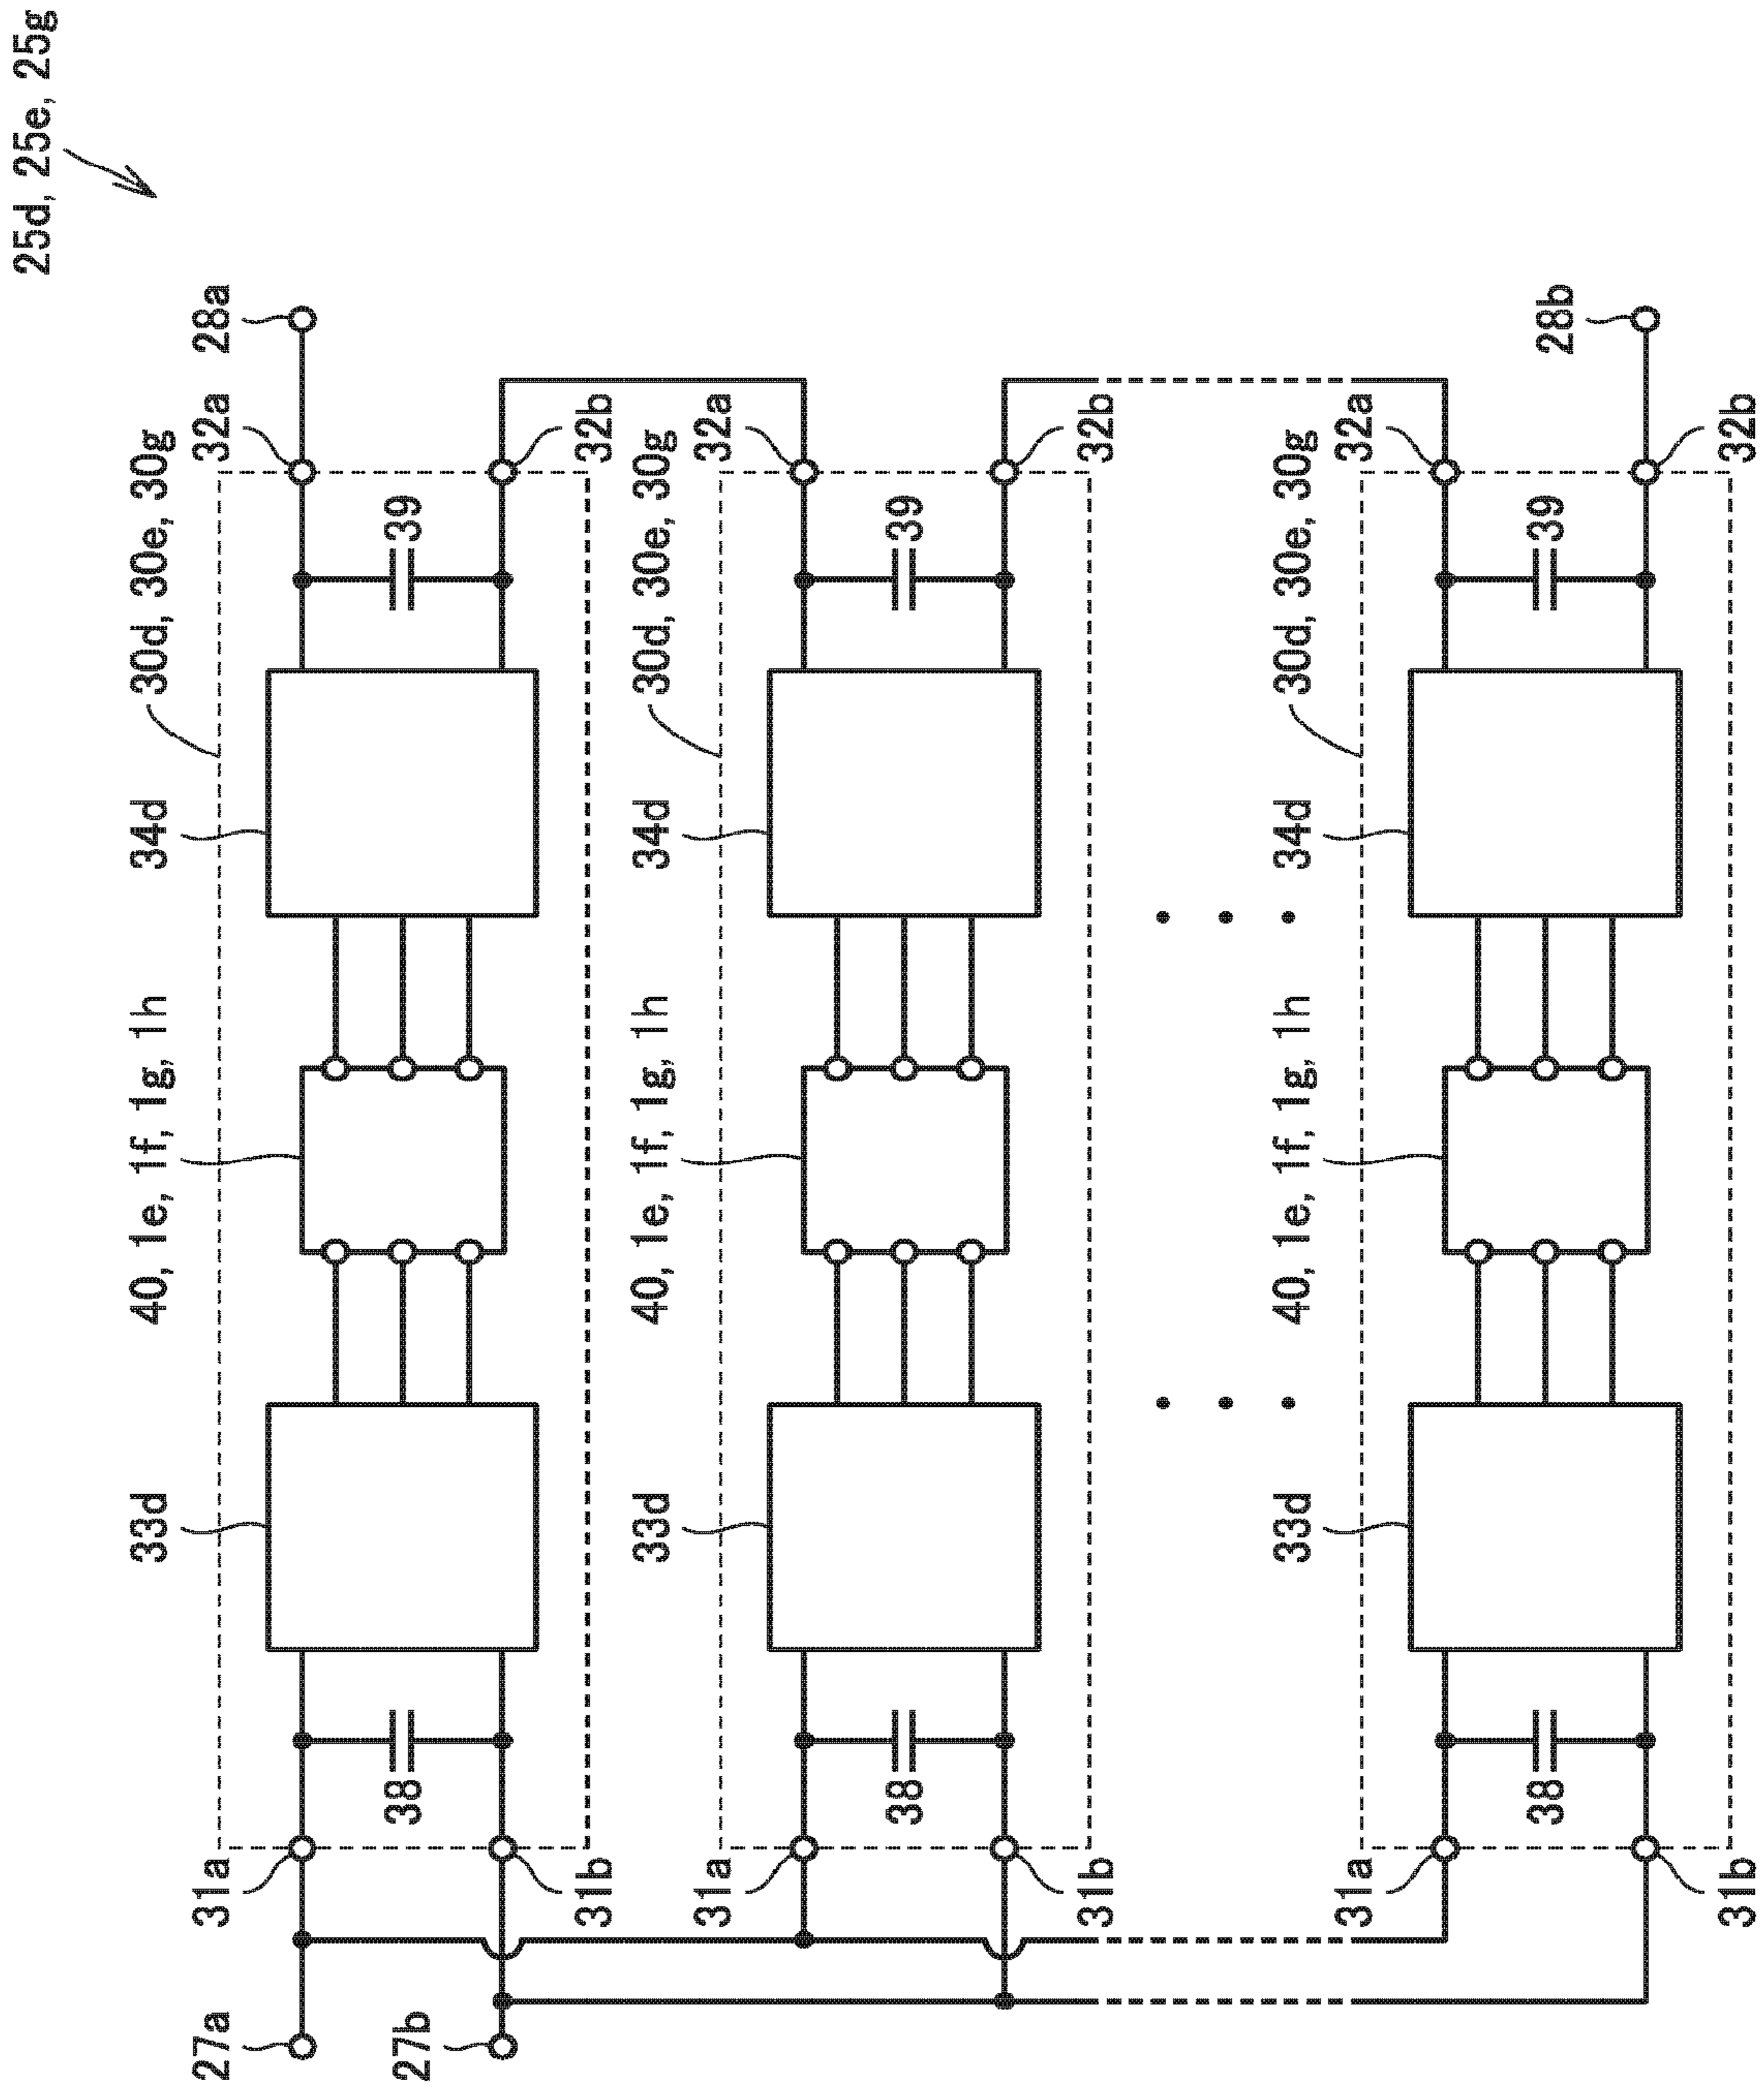 25d, 25e, 25g
28a
32a
30d, 30e, 30g
34d
40, 1e, 1f, 1g, 1h
33d
31a
27a
39
38
32b
31b
27b
32a
30d, 30e, 30g
34d
40, 1e, 1f, 1g, 1h
33d
31a
39
38
32b
31b
28b
32a
30d, 30e, 30g
34d
40, 1e, 1f, 1g, 1h
33d
31a
39
38
32b
31b